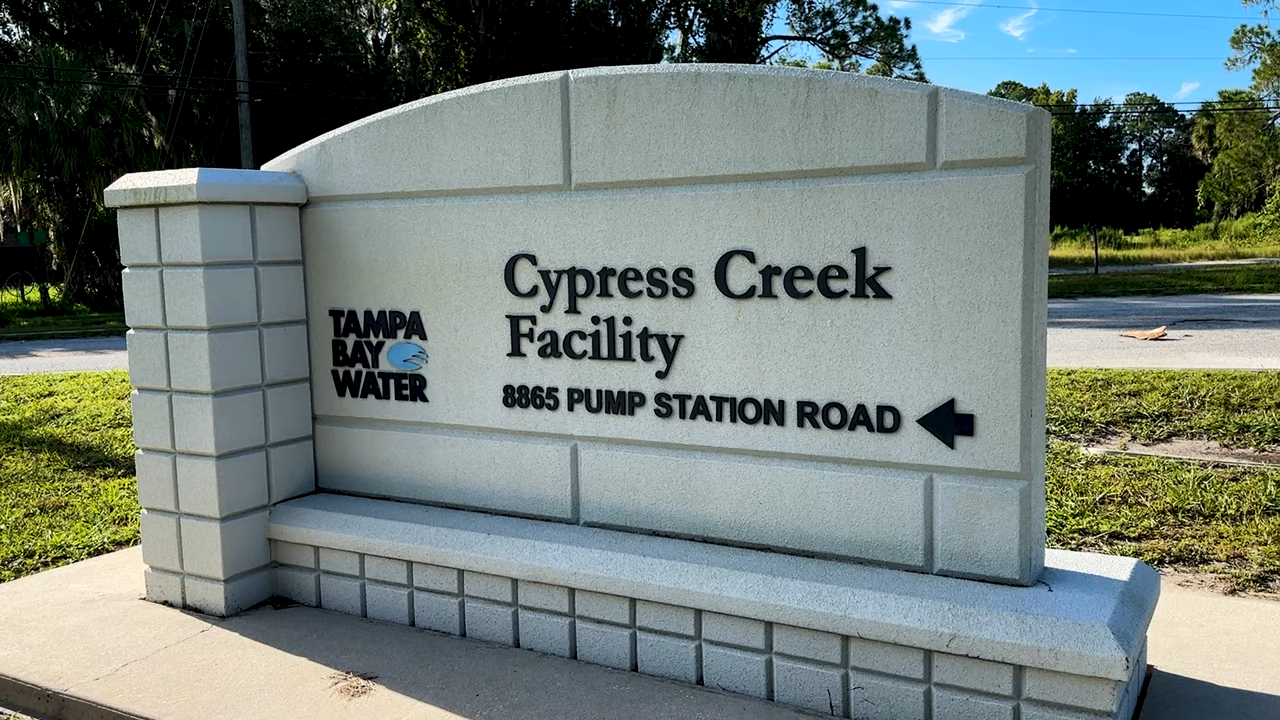 TAMPA
BAY
WATER
Cypress Creek
Facility
8865 PUMP STATION ROAD